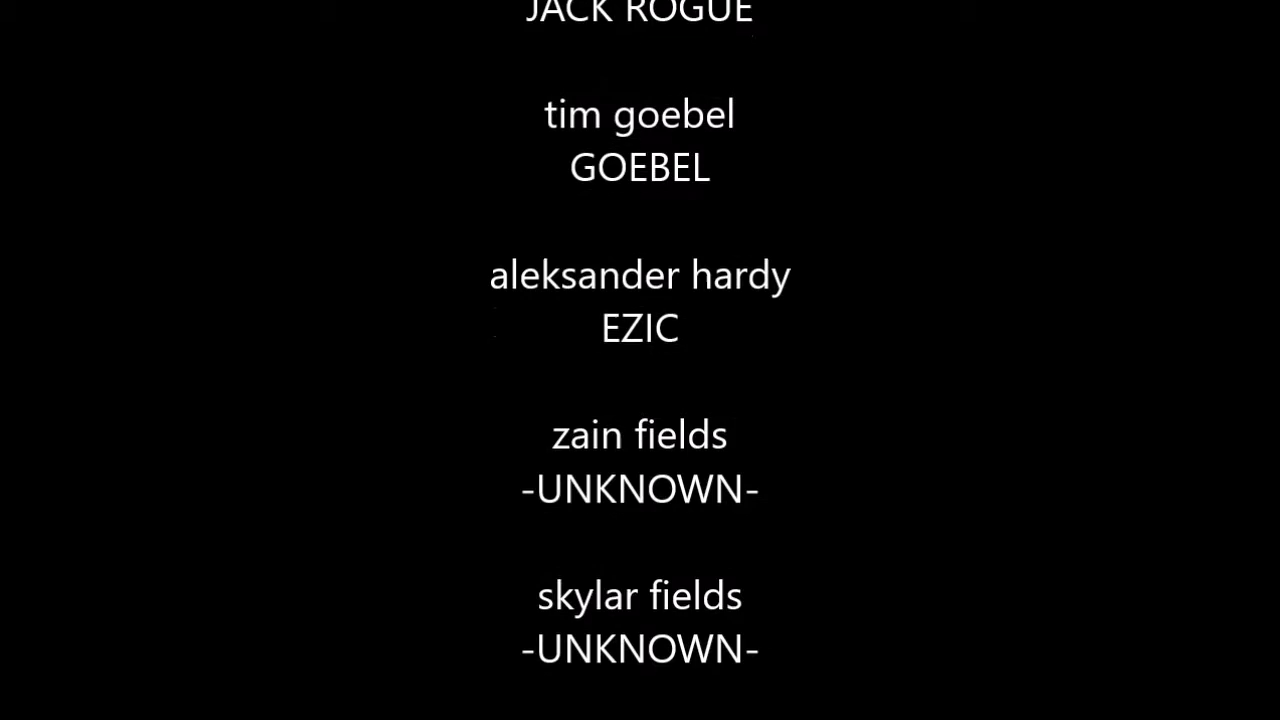 JACK ROGUE
tim goebel
GOEBEL
aleksander hardy
EZIC
zain fields
-UNKNOWN-
skylar fields
-UNKNOWN-